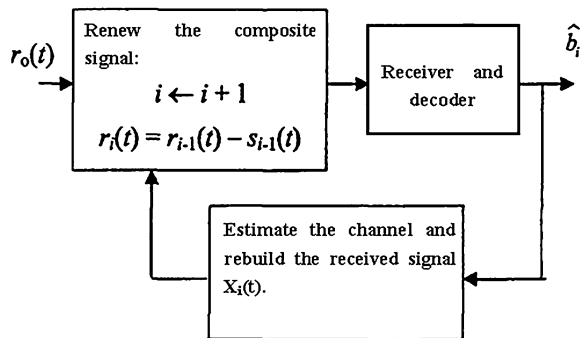 r₀(t)
Renew the composite
signal:
i ← i + 1
rᵢ(t) = rᵢ₋₁(t) − sᵢ₋₁(t)
Receiver and
decoder
b̂ᵢ
Estimate the channel and
rebuild the received signal
Xᵢ(t).